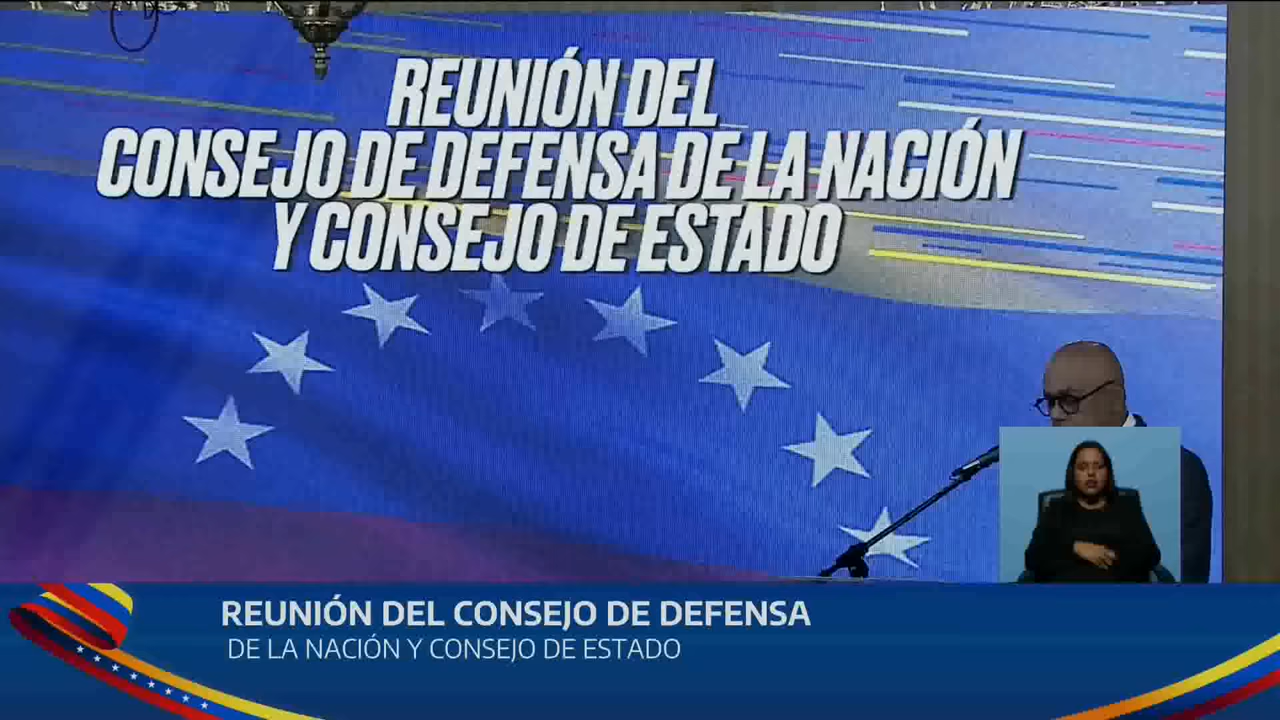 REUNIÓN DEL
CONSEJO DE DEFENSA DE LA NACIÓN
Y CONSEJO DE ESTADO
REUNIÓN DEL CONSEJO DE DEFENSA
DE LA NACIÓN Y CONSEJO DE ESTADO